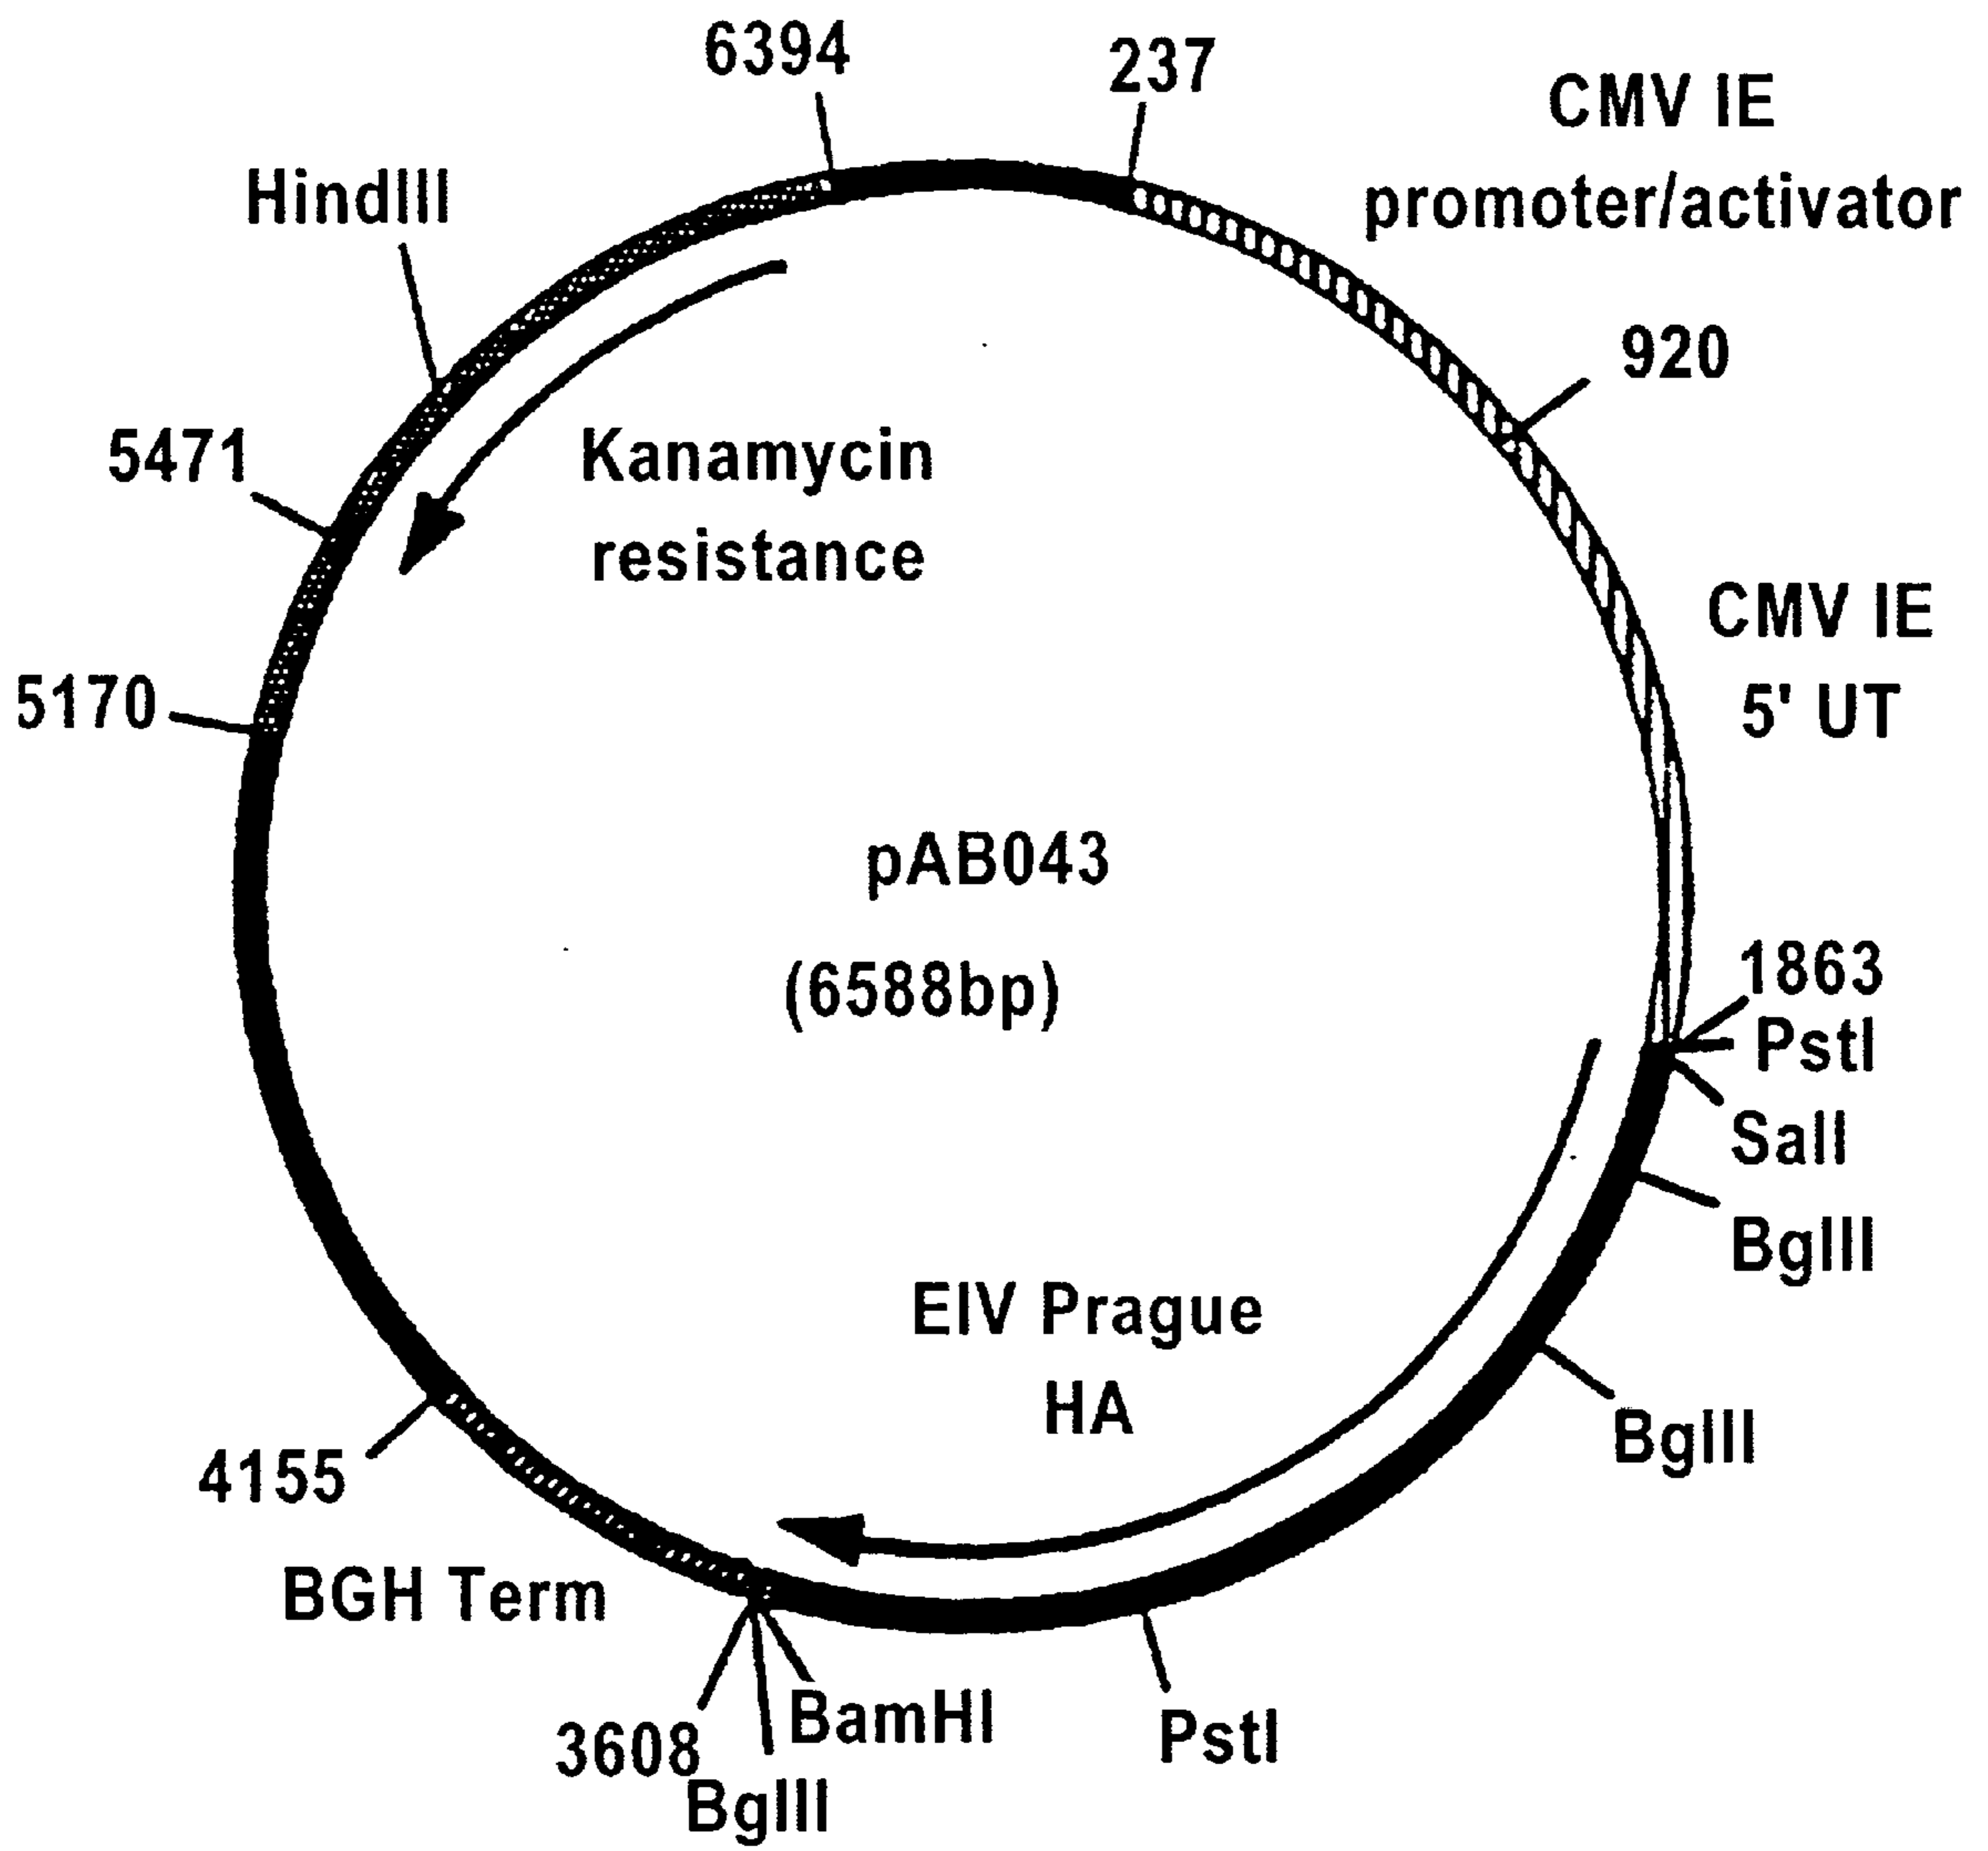 6394
237
CMV IE
promoter/activator
HindIII
920
5471
Kanamycin
resistance
CMV IE
5' UT
5170
pAB043
(6588bp)
1863
PstI
SalI
BglII
EIV Prague
HA
BglII
4155
BGH Term
BamHI
PstI
3608
BglII